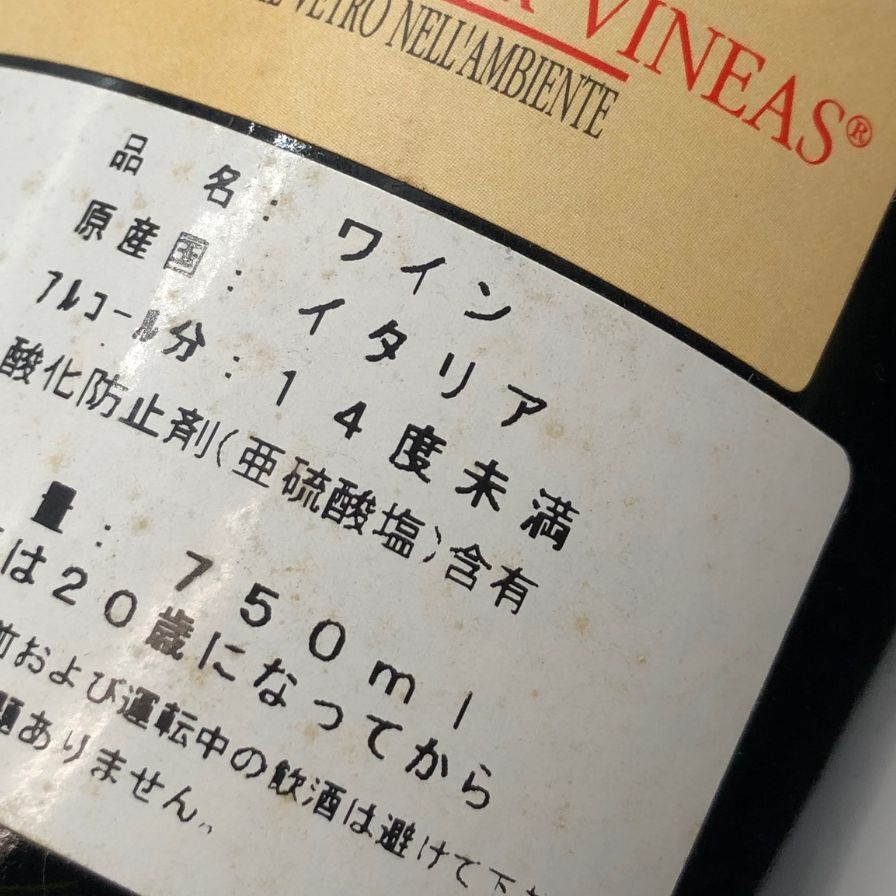 VINEAS®
VETRO NELL'AMBIENTE
品 名: ワイン
原産国: イタリア
アルコール分: 14度未満
酸化防止剤(亜硫酸塩)含有
量: 750ml
は20歳になってから
前および運転中の飲酒は避けて下
題ありません。